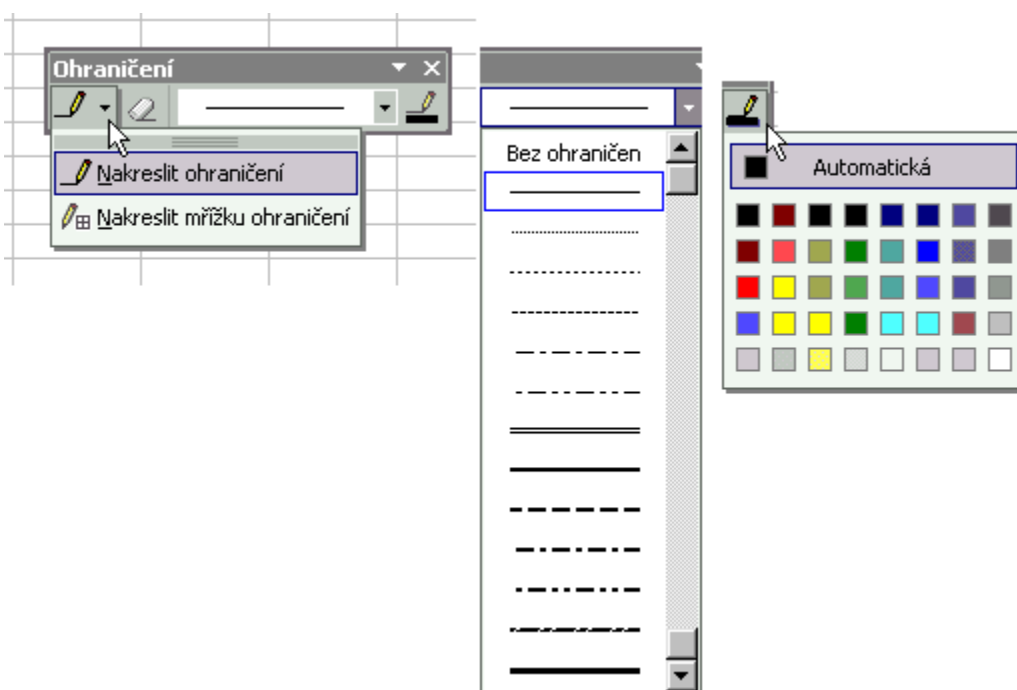 Ohraničení
Nakreslit ohraničení
Nakreslit mřížku ohraničení
Bez ohraničen
Automatická